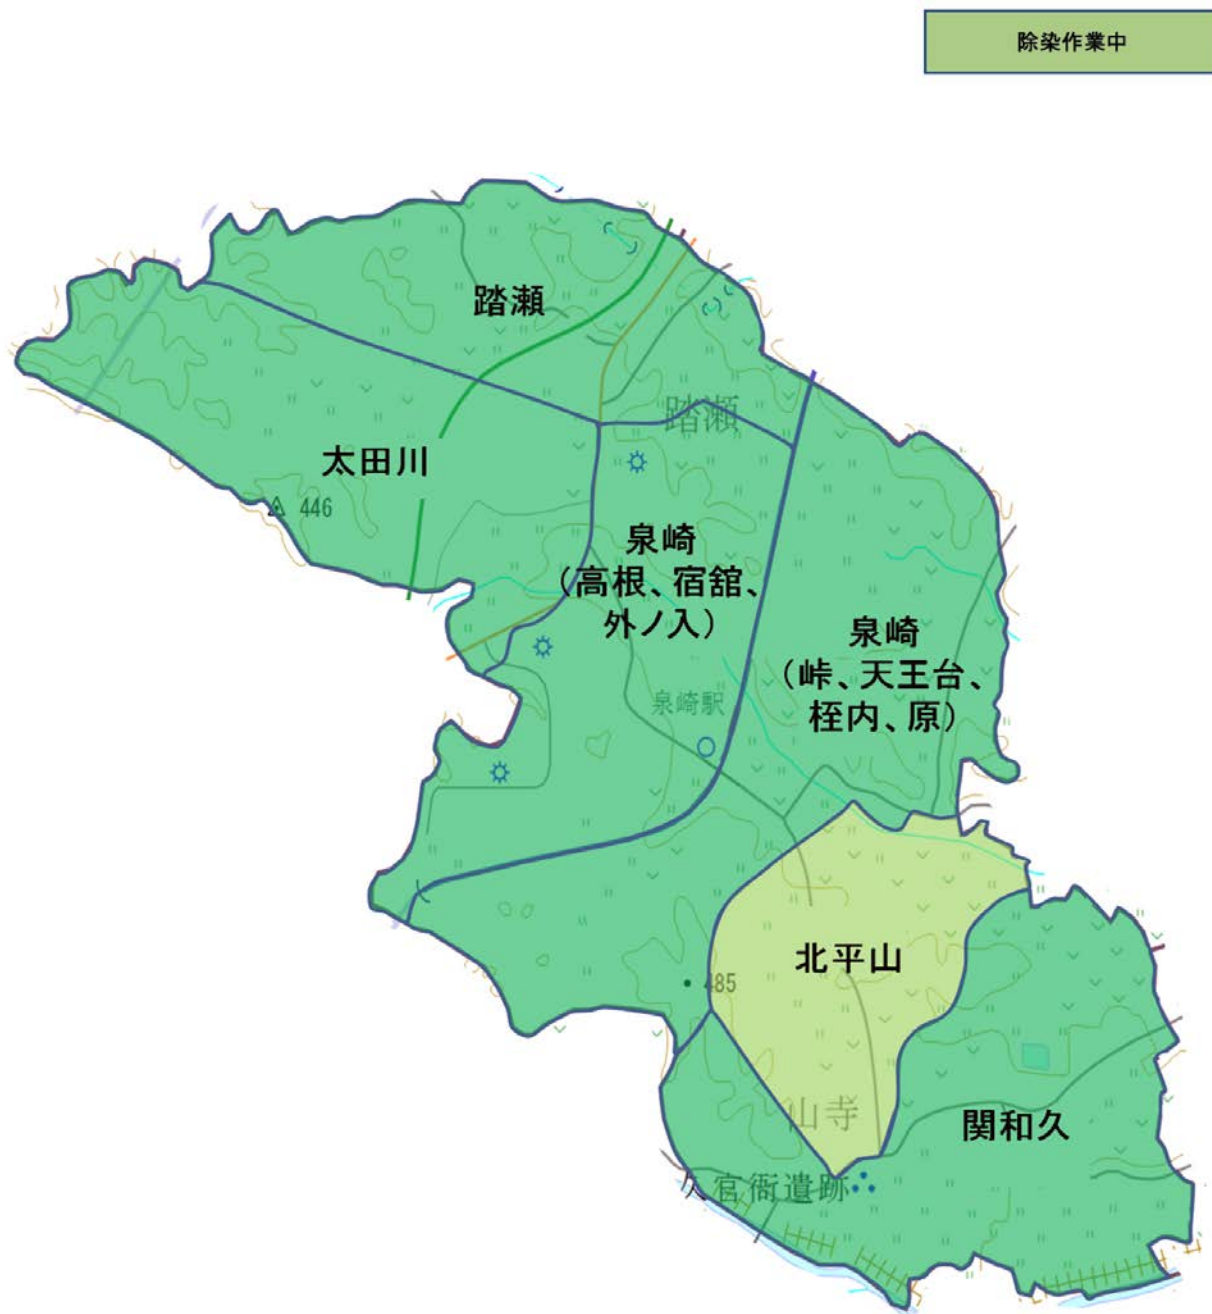 除染作業中
踏瀬
踏瀬
太田川
446
泉崎
(高根、宿舘、
外ノ入)
泉崎
(峠、天王台、
桎内、原)
泉崎駅
北平山
485
山寺
関和久
久官衙遺跡